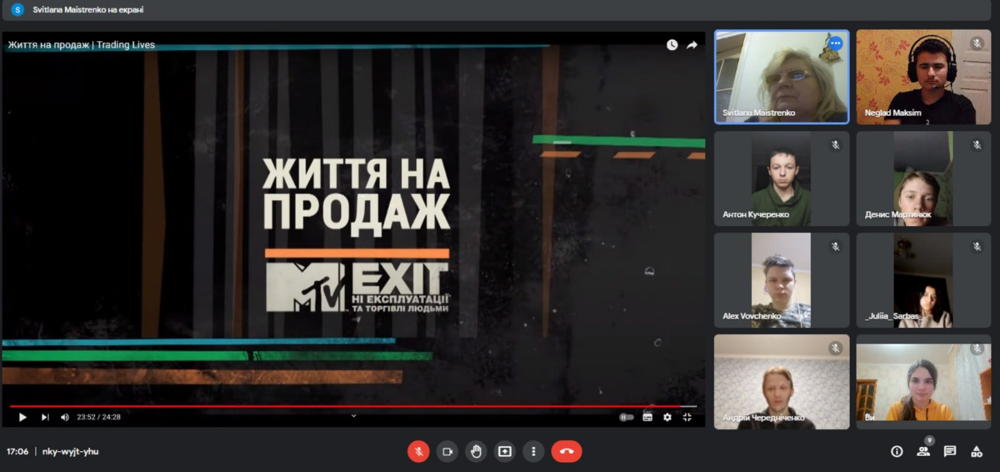 S Svitlana Maistrenko на екрані
Життя на продаж | Trading Lives
ЖИТТЯ НА
ПРОДАЖ
MTV EXIT
НІ ЕКСПЛУАТАЦІЇ
ТА ТОРГІВЛІ ЛЮДЬМИ
23:52 / 24:28
Svitlana Maistrenko
Neglad Maksim
Антон Кучеренко
Денис Мартинюк
Alex Vovchenko
_Juliia_ Sarbas_
Андрій Чередніченко
Ви
17:06 | nky-wyjt-yhu
9